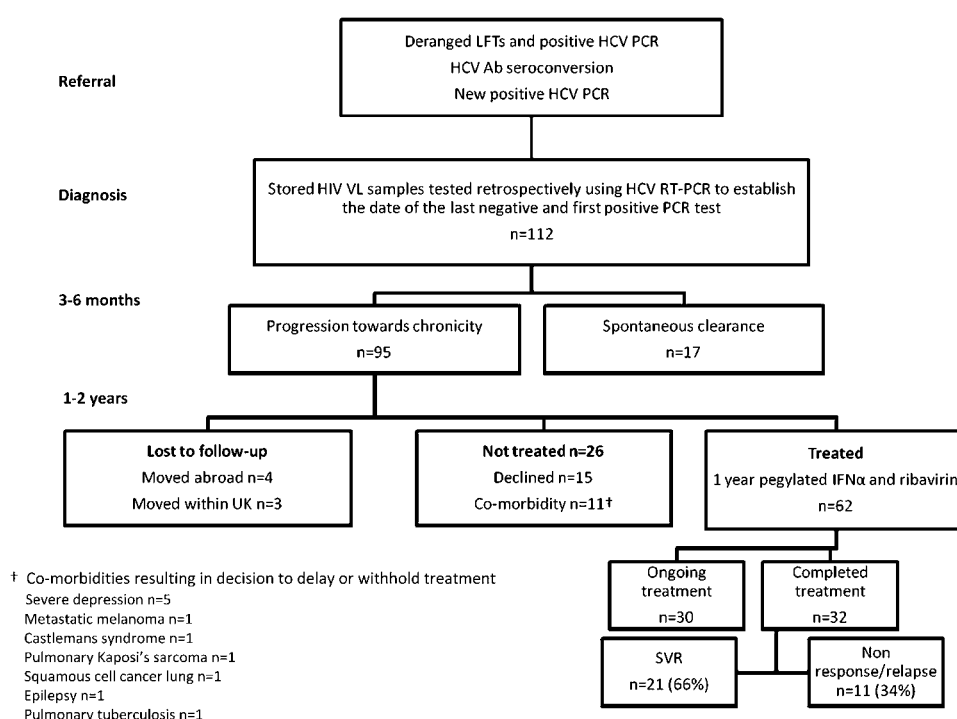 Referral
Deranged LFTs and positive HCV PCR
HCV Ab seroconversion
New positive HCV PCR
Diagnosis
Stored HIV VL samples tested retrospectively using HCV RT-PCR to establish
the date of the last negative and first positive PCR test
n=112
3-6 months
Progression towards chronicity
n=95
Spontaneous clearance
n=17
1-2 years
Lost to follow-up
Moved abroad n=4
Moved within UK n=3
Not treated n=26
Declined n=15
Co-morbidity n=11†
Treated
1 year pegylated IFNα and ribavirin
n=62
Ongoing
treatment
n=30
Completed
treatment
n=32
SVR
n=21 (66%)
Non
response/relapse
n=11 (34%)
† Co-morbidities resulting in decision to delay or withhold treatment
Severe depression n=5
Metastatic melanoma n=1
Castlemans syndrome n=1
Pulmonary Kaposi's sarcoma n=1
Squamous cell cancer lung n=1
Epilepsy n=1
Pulmonary tuberculosis n=1